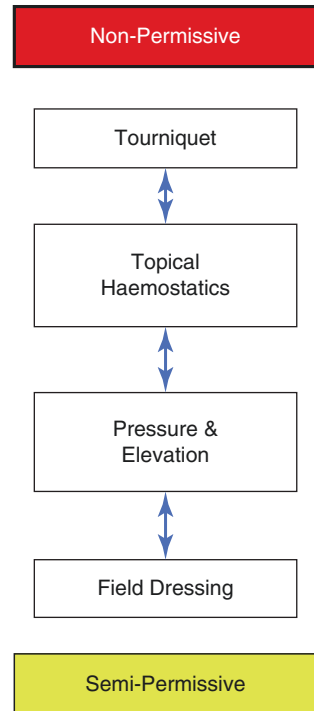 Non-Permissive
Tourniquet
Topical
Haemostatics
Pressure &
Elevation
Field Dressing
Semi-Permissive